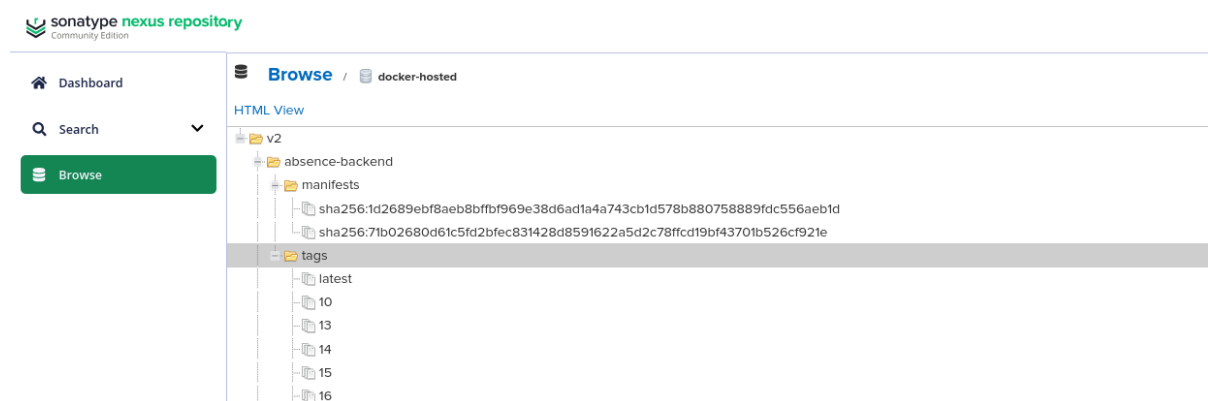 sonatype nexus repository
Community Edition
Dashboard
Search
Browse
Browse / docker-hosted
HTML View
v2
absence-backend
manifests
sha256:1d2689ebf8aeb8bffbf969e38d6ad1a4a743cb1d578b880758889fdc556aeb1d
sha256:71b02680d61c5fd2bfec831428d8591622a5d2c78ffcd19bf43701b526cf921e
tags
latest
10
13
14
15
16